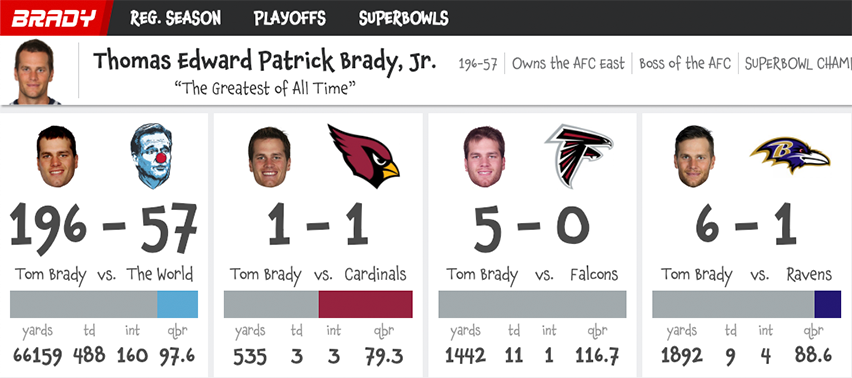 BRADY REG. SEASON PLAYOFFS SUPERBOWLS
Thomas Edward Patrick Brady, Jr. 196-57 Owns the AFC East Boss of the AFC SUPERBOWL CHAM
“The Greatest of All Time”
196 - 57 1 - 1 5 - 0 6 - 1
Tom Brady vs. The World Tom Brady vs. Cardinals Tom Brady vs. Falcons Tom Brady vs. Ravens
yards td int qbr yards td int qbr yards td int qbr yards td int qbr
66159 488 160 97.6 535 3 3 79.3 1442 11 1 116.7 1892 9 4 88.6